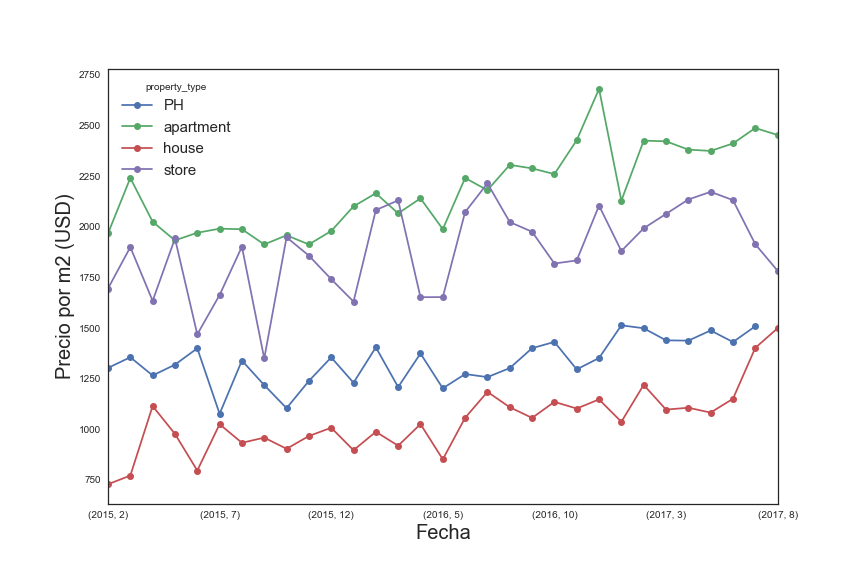 2750
2500
2250
2000
1750
1500
1250
1000
750
Precio por m2 (USD)
property_type
PH
apartment
house
store
(2015, 2)
(2015, 7)
(2015, 12)
(2016, 5)
(2016, 10)
(2017, 3)
(2017, 8)
Fecha